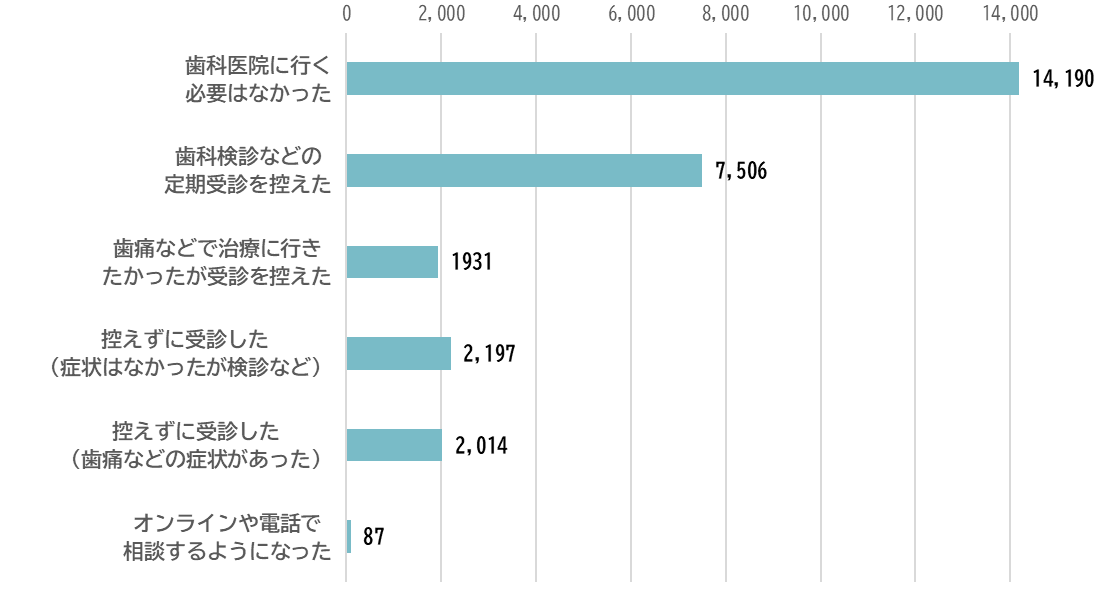 0 2,000 4,000 6,000 8,000 10,000 12,000 14,000
歯科医院に行く
必要はなかった
14,190
歯科検診などの
定期受診を控えた
7,506
歯痛などで治療に行き
たかったが受診を控えた
1931
控えずに受診した
（症状はなかったが検診など）
2,197
控えずに受診した
（歯痛などの症状があった）
2,014
オンラインや電話で
相談するようになった
87